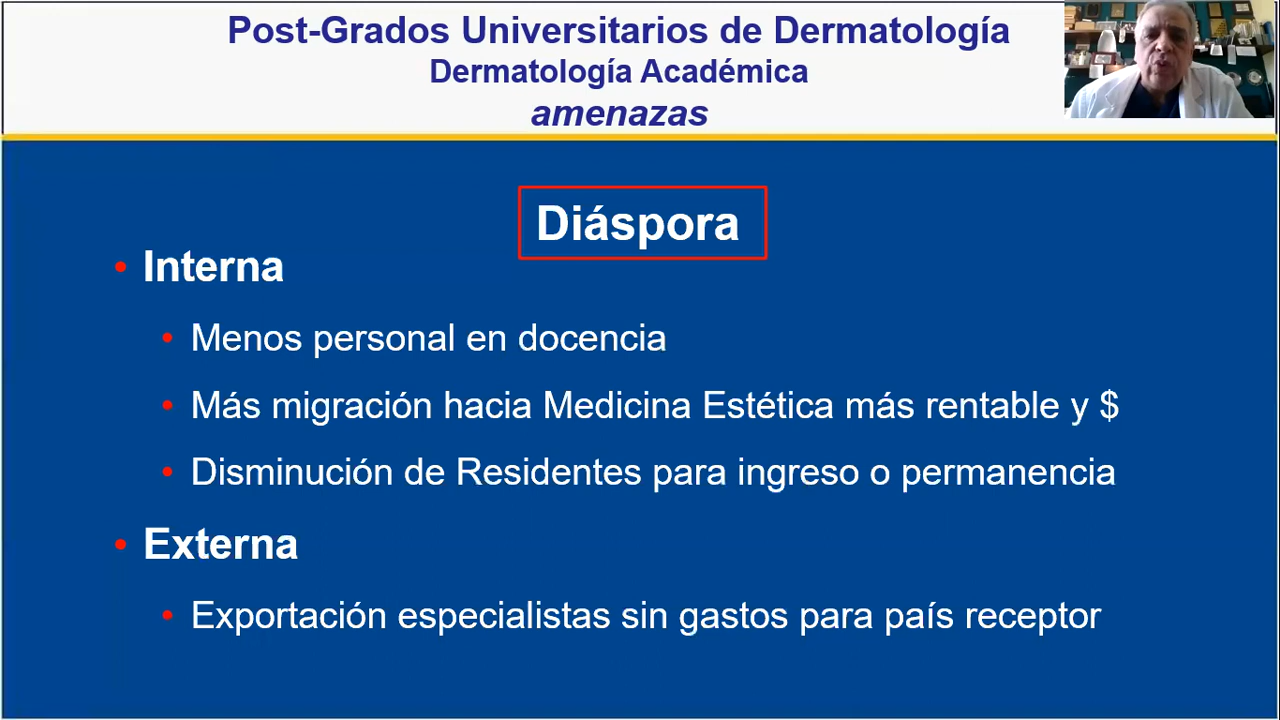 Post-Grados Universitarios de Dermatología
Dermatología Académica
amenazas
Diáspora
• Interna
• Menos personal en docencia
• Más migración hacia Medicina Estética más rentable y $
• Disminución de Residentes para ingreso o permanencia
• Externa
• Exportación especialistas sin gastos para país receptor